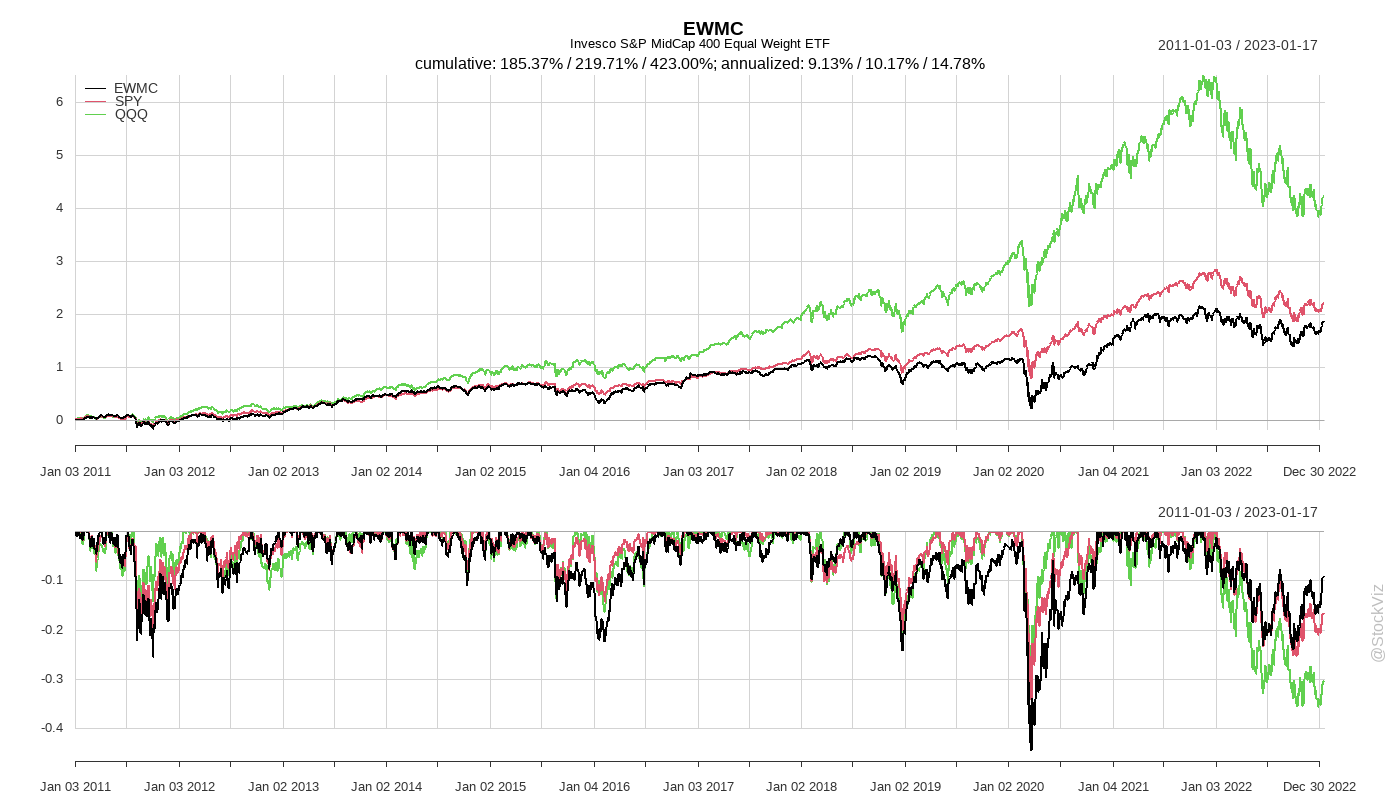 EWMC
Invesco S&P MidCap 400 Equal Weight ETF
2011-01-03 / 2023-01-17
cumulative: 185.37% / 219.71% / 423.00%; annualized: 9.13% / 10.17% / 14.78%
EWMC
SPY
QQQ
6
5
4
3
2
1
0
Jan 03 2011 Jan 03 2012 Jan 02 2013 Jan 02 2014 Jan 02 2015 Jan 04 2016 Jan 03 2017 Jan 02 2018 Jan 02 2019 Jan 02 2020 Jan 04 2021 Jan 03 2022 Dec 30 2022
2011-01-03 / 2023-01-17
-0.1
-0.2
-0.3
-0.4
Jan 03 2011 Jan 03 2012 Jan 02 2013 Jan 02 2014 Jan 02 2015 Jan 04 2016 Jan 03 2017 Jan 02 2018 Jan 02 2019 Jan 02 2020 Jan 04 2021 Jan 03 2022 Dec 30 2022
@StockViz